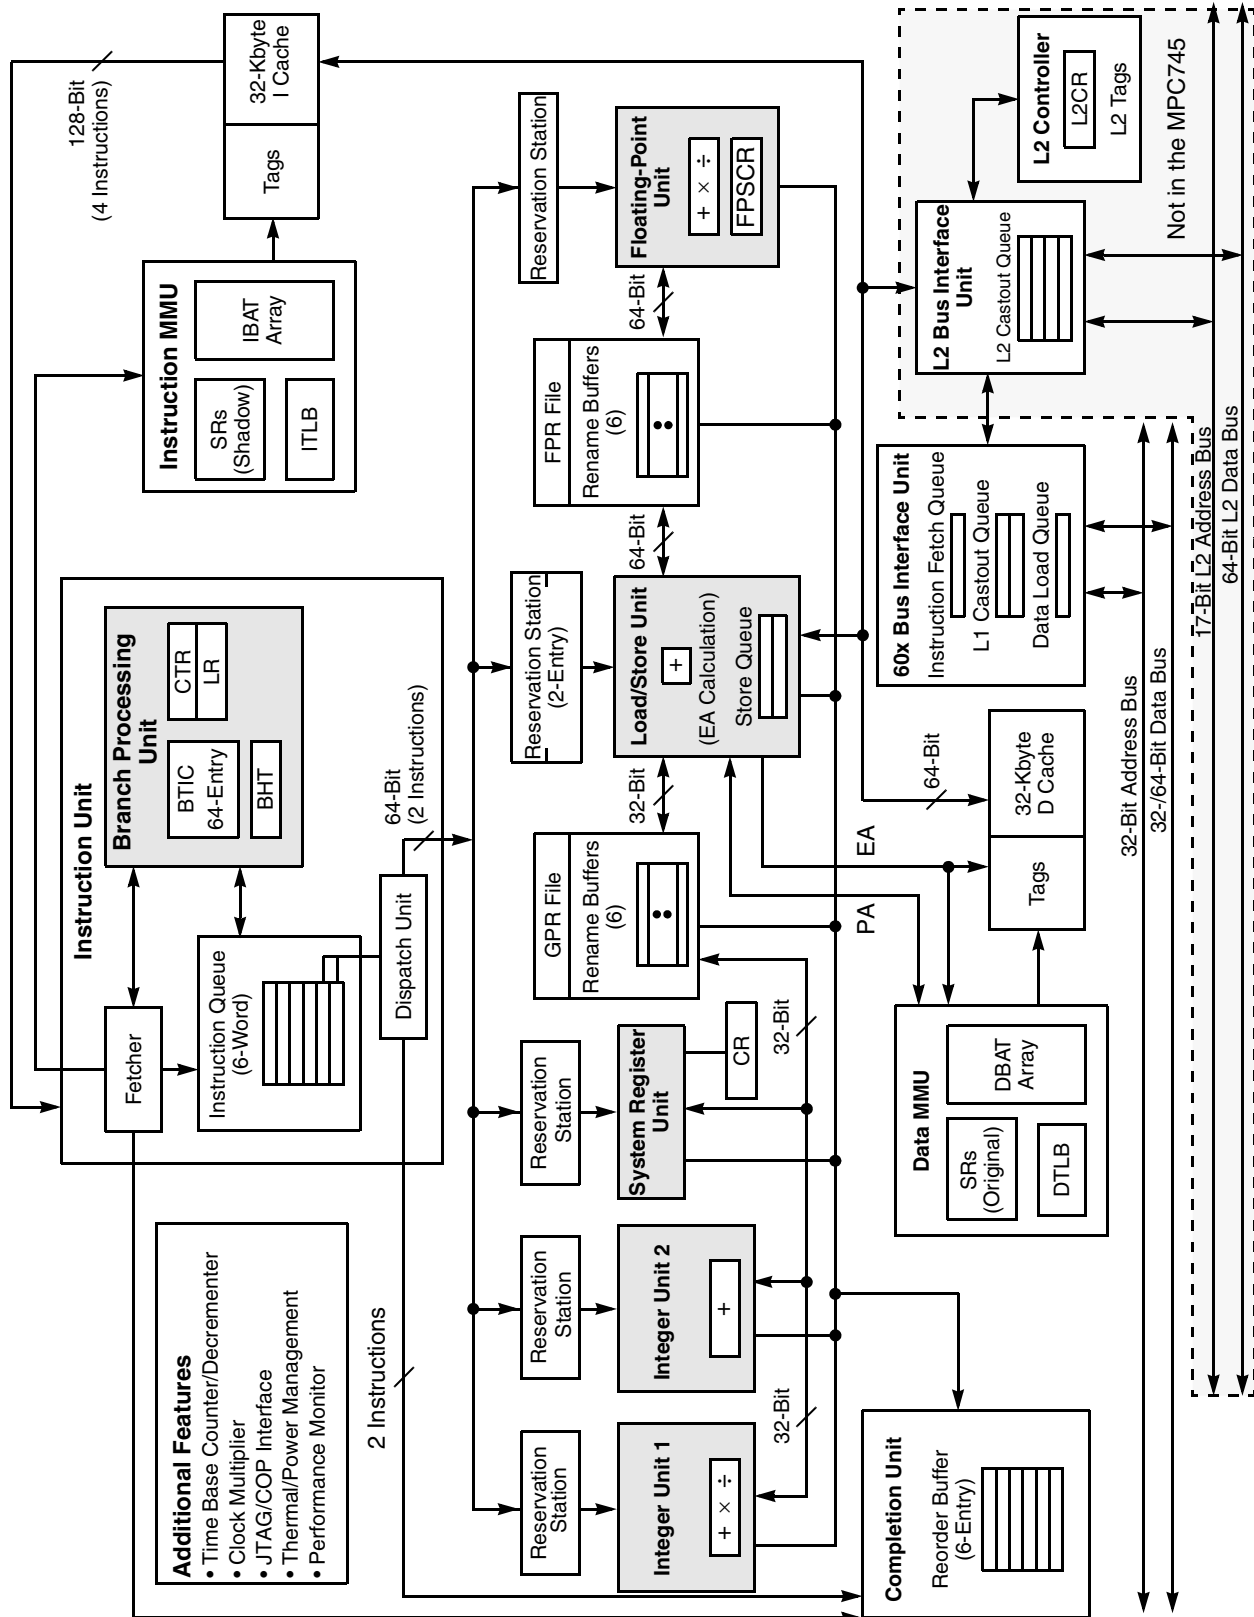 Additional Features
• Time Base Counter/Decrementer
• Clock Multiplier
• JTAG/COP Interface
• Thermal/Power Management
• Performance Monitor
Instruction Unit
Fetcher
Instruction Queue
(6-Word)
Branch Processing
Unit
BTIC
64-Entry
CTR
LR
BHT
Dispatch Unit
64-Bit
(2 Instructions)
2 Instructions
Instruction MMU
SRs
(Shadow)
ITLB
IBAT
Array
128-Bit
(4 Instructions)
Tags
32-Kbyte
I Cache
Reservation
Station
Reservation
Station
Reservation
Station
Reservation Station
(2-Entry)
Reservation Station
Integer Unit 1
+ × ÷
32-Bit
Integer Unit 2
+
System Register
Unit
CR
32-Bit
GPR File
Rename Buffers
(6)
32-Bit
Load/Store Unit
+
(EA Calculation)
Store Queue
64-Bit
FPR File
Rename Buffers
(6)
64-Bit
Floating-Point
Unit
+ × ÷
FPSCR
PA
EA
64-Bit
Completion Unit
Reorder Buffer
(6-Entry)
Data MMU
SRs
(Original)
DTLB
DBAT
Array
Tags
32-Kbyte
D Cache
60x Bus Interface Unit
Instruction Fetch Queue
L1 Castout Queue
Data Load Queue
L2 Bus Interface
Unit
L2 Castout Queue
L2 Controller
L2CR
L2 Tags
Not in the MPC745
32-Bit Address Bus
32-/64-Bit Data Bus
17-Bit L2 Address Bus
64-Bit L2 Data Bus